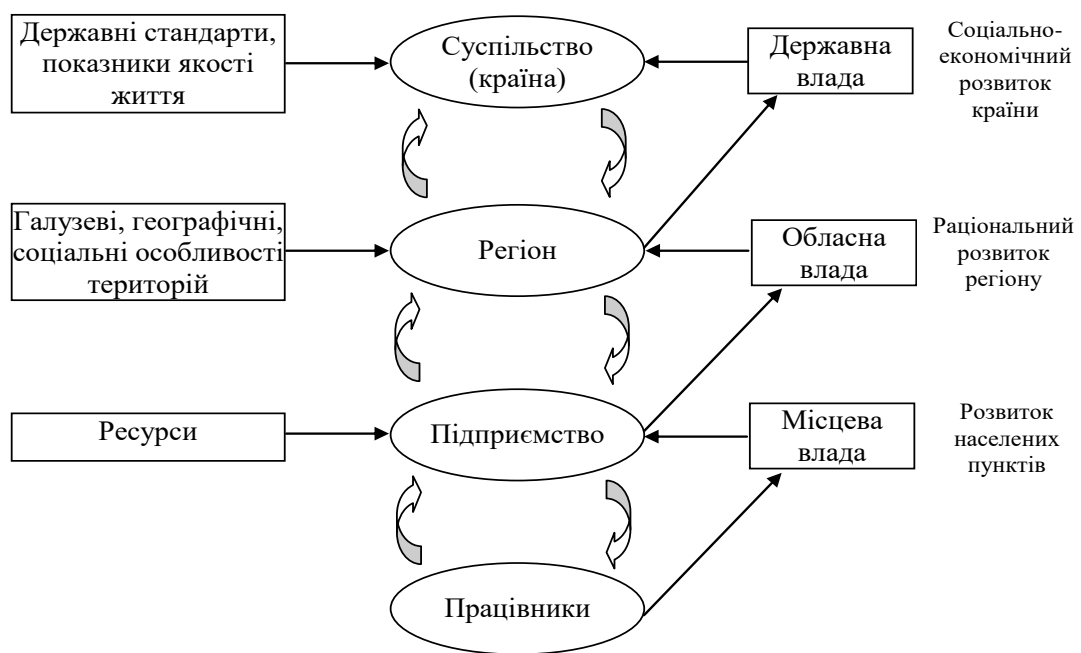 Державні стандарти,
показники якості
життя
Суспільство
(країна)
Державна
влада
Соціально-
економічний
розвиток
країни
Галузеві, географічні,
соціальні особливості
територій
Регіон
Обласна
влада
Раціональний
розвиток
регіону
Ресурси
Підприємство
Місцева
влада
Розвиток
населених
пунктів
Працівники